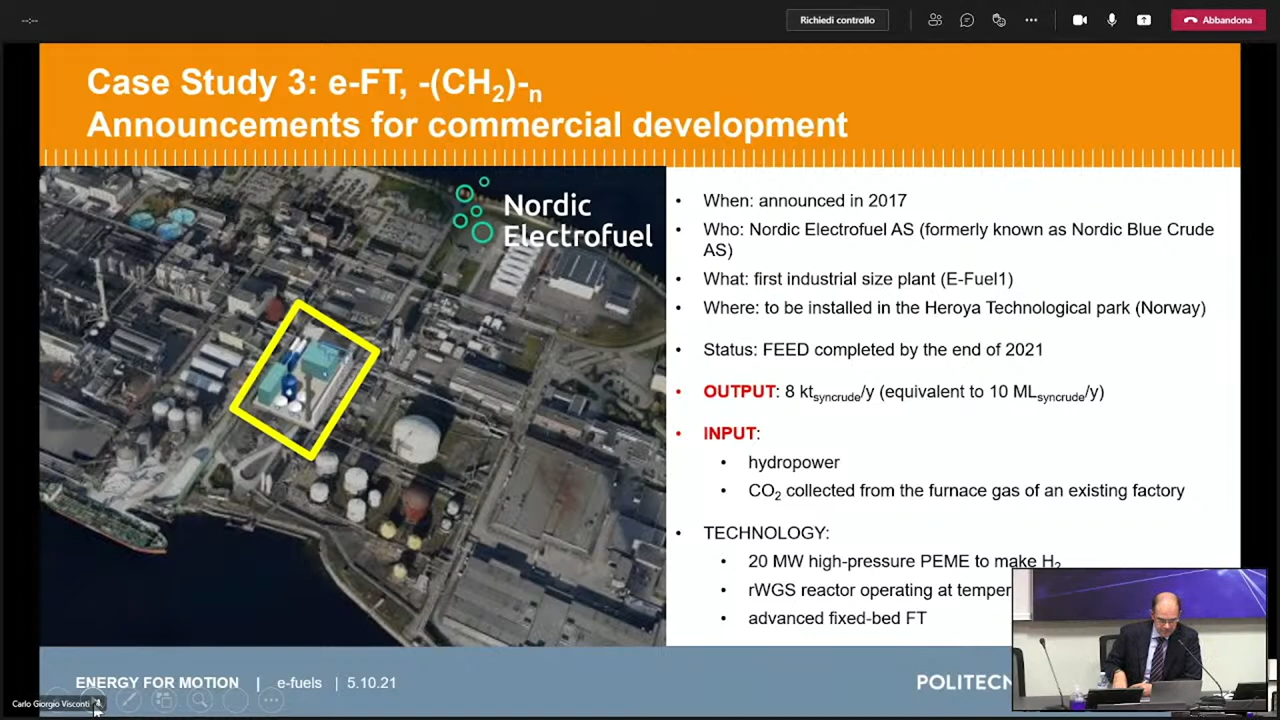 --:--
Richiedi controllo
Abbandona
Case Study 3: e-FT, -(CH₂)-ₙ
Announcements for commercial development
Nordic
Electrofuel
• When: announced in 2017
• Who: Nordic Electrofuel AS (formerly known as Nordic Blue Crude
AS)
• What: first industrial size plant (E-Fuel1)
• Where: to be installed in the Heroya Technological park (Norway)
• Status: FEED completed by the end of 2021
• OUTPUT: 8 ktsyncrude/y (equivalent to 10 MLsyncrude/y)
• INPUT:
• hydropower
• CO₂ collected from the furnace gas of an existing factory
• TECHNOLOGY:
• 20 MW high-pressure PEME to make H₂
• rWGS reactor operating at temper
• advanced fixed-bed FT
ENERGY FOR MOTION | e-fuels | 5.10.21
POLITECN
Carlo Giorgio Visconti